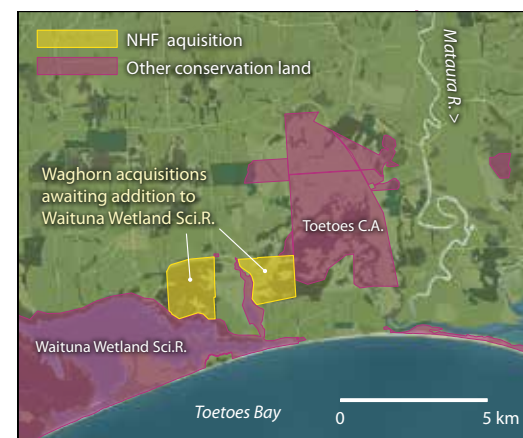 NHF aquisition
Other conservation land
Mataura R. >
Waghorn acquisitions
awaiting addition to
Waituna Wetland Sci.R.
Toetoes C.A.
Waituna Wetland Sci.R.
Toetoes Bay
0
5 km